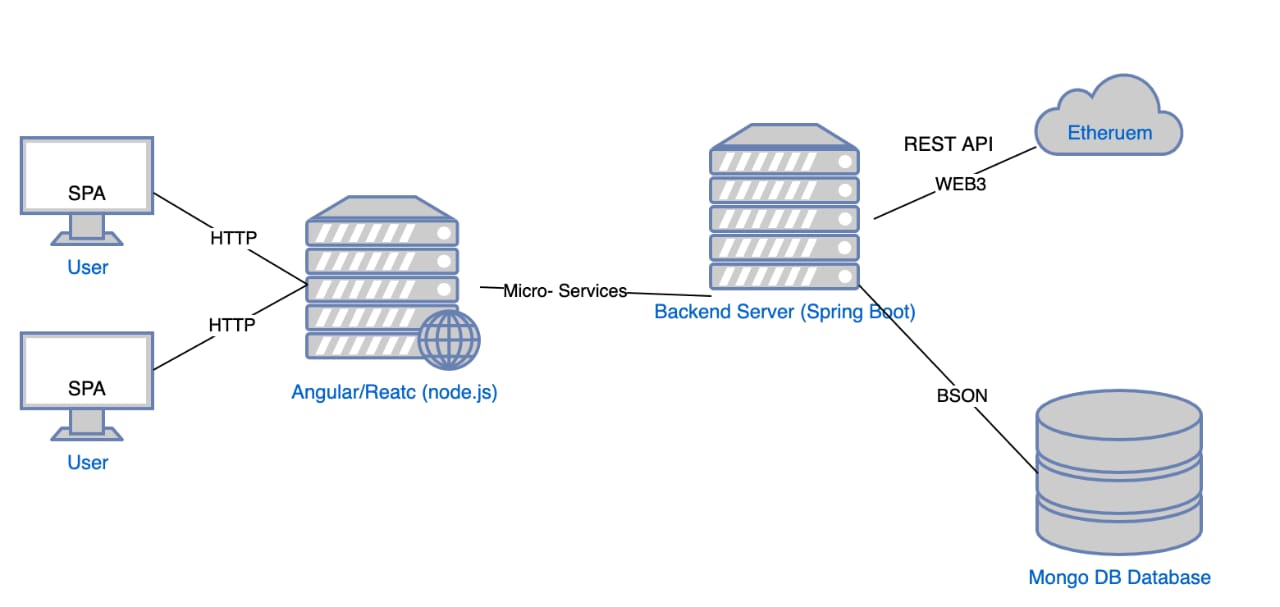 SPA
User
HTTP
HTTP
SPA
User
Angular/Reatc (node.js)
Micro- Services
Backend Server (Spring Boot)
REST API
WEB3
Etheruem
BSON
Mongo DB Database